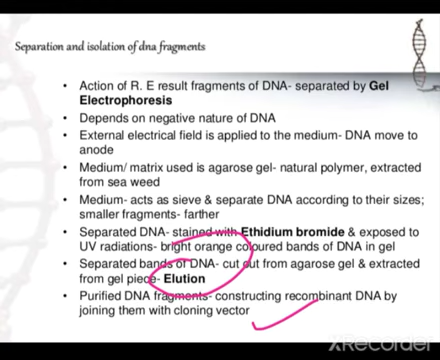 Separation and isolation of dna fragments
• Action of R. E result fragments of DNA- separated by Gel
Electrophoresis
• Depends on negative nature of DNA
• External electrical field is applied to the medium- DNA move to
anode
• Medium/ matrix used is agarose gel- natural polymer, extracted
from sea weed
• Medium- acts as sieve & separate DNA according to their sizes;
smaller fragments- farther
• Separated DNA- stained with Ethidium bromide & exposed to
UV radiations- bright orange coloured bands of DNA in gel
• Separated bands of DNA- cut out from agarose gel & extracted
from gel piece- Elution
• Purified DNA fragments- constructing recombinant DNA by
joining them with cloning vector
XRecorder